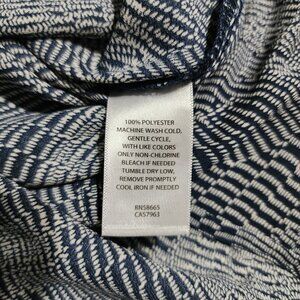 100% POLYESTER
MACHINE WASH COLD,
GENTLE CYCLE,
WITH LIKE COLORS
ONLY NON-CHLORINE
BLEACH IF NEEDED
TUMBLE DRY LOW,
REMOVE PROMPTLY
COOL IRON IF NEEDED
RN58665
CA57963